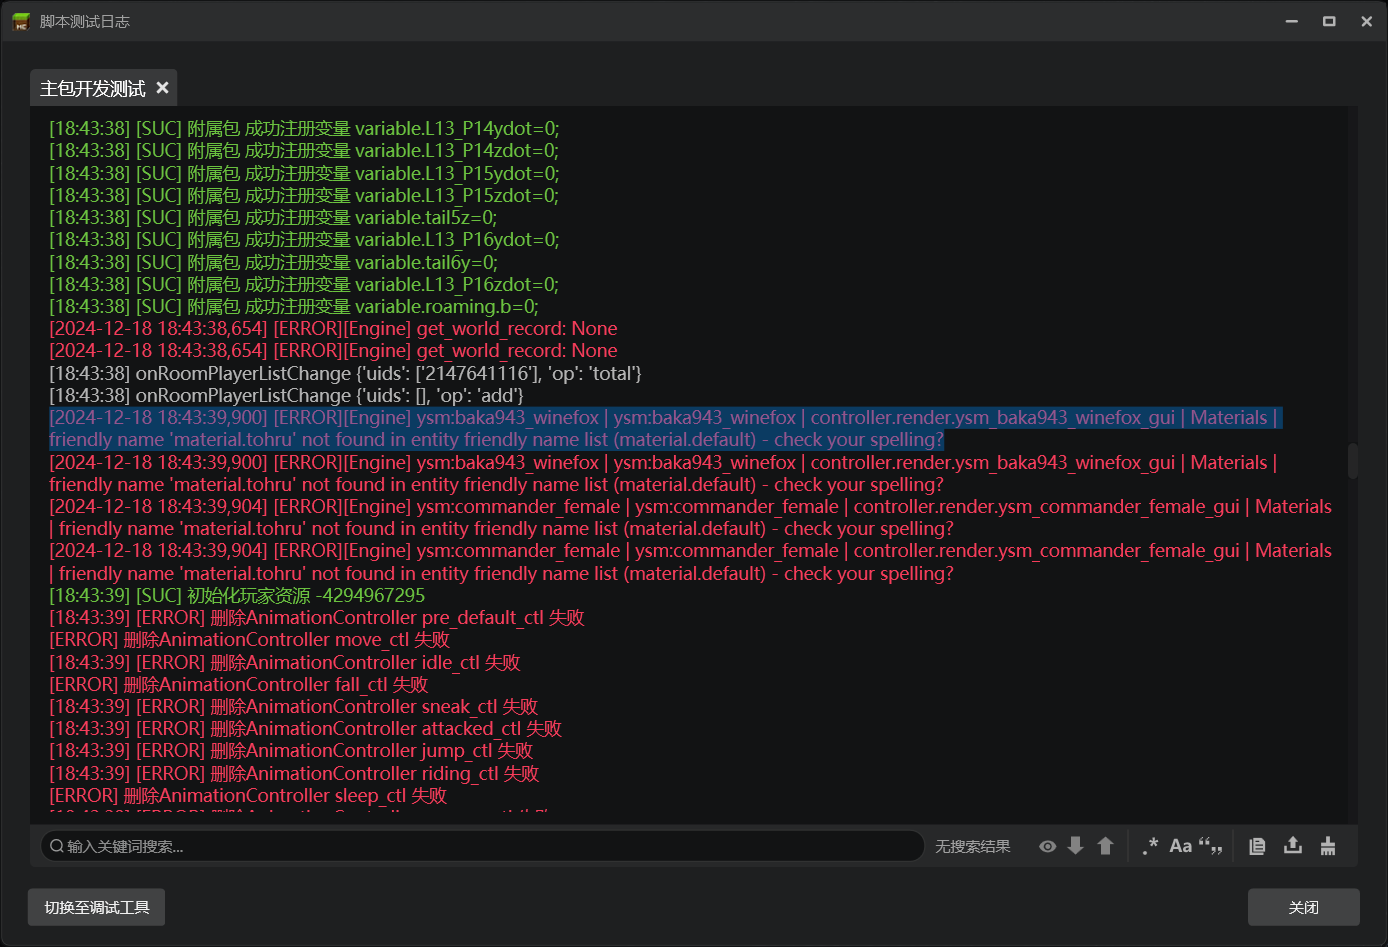 脚本测试日志
主包开发测试
[18:43:38] [SUC] 附属包 成功注册变量 variable.L13_P14ydot=0;
[18:43:38] [SUC] 附属包 成功注册变量 variable.L13_P14zdot=0;
[18:43:38] [SUC] 附属包 成功注册变量 variable.L13_P15ydot=0;
[18:43:38] [SUC] 附属包 成功注册变量 variable.L13_P15zdot=0;
[18:43:38] [SUC] 附属包 成功注册变量 variable.tail5z=0;
[18:43:38] [SUC] 附属包 成功注册变量 variable.L13_P16ydot=0;
[18:43:38] [SUC] 附属包 成功注册变量 variable.tail6y=0;
[18:43:38] [SUC] 附属包 成功注册变量 variable.L13_P16zdot=0;
[18:43:38] [SUC] 附属包 成功注册变量 variable.roaming.b=0;
[2024-12-18 18:43:38,654] [ERROR][Engine] get_world_record: None
[2024-12-18 18:43:38,654] [ERROR][Engine] get_world_record: None
[18:43:38] onRoomPlayerListChange {'uids': ['2147641116'], 'op': 'total'}
[18:43:38] onRoomPlayerListChange {'uids': [], 'op': 'add'}
[2024-12-18 18:43:39,900] [ERROR][Engine] ysm:baka943_winefox | ysm:baka943_winefox | controller.render.ysm_baka943_winefox_gui | Materials |
friendly name 'material.tohru' not found in entity friendly name list (material.default) - check your spelling?
[2024-12-18 18:43:39,900] [ERROR][Engine] ysm:baka943_winefox | ysm:baka943_winefox | controller.render.ysm_baka943_winefox_gui | Materials |
friendly name 'material.tohru' not found in entity friendly name list (material.default) - check your spelling?
[2024-12-18 18:43:39,904] [ERROR][Engine] ysm:commander_female | ysm:commander_female | controller.render.ysm_commander_female_gui | Materials
| friendly name 'material.tohru' not found in entity friendly name list (material.default) - check your spelling?
[2024-12-18 18:43:39,904] [ERROR][Engine] ysm:commander_female | ysm:commander_female | controller.render.ysm_commander_female_gui | Materials
| friendly name 'material.tohru' not found in entity friendly name list (material.default) - check your spelling?
[18:43:39] [SUC] 初始化玩家资源 -4294967295
[18:43:39] [ERROR] 删除AnimationController pre_default_ctl 失败
[ERROR] 删除AnimationController move_ctl 失败
[18:43:39] [ERROR] 删除AnimationController idle_ctl 失败
[ERROR] 删除AnimationController fall_ctl 失败
[18:43:39] [ERROR] 删除AnimationController sneak_ctl 失败
[18:43:39] [ERROR] 删除AnimationController attacked_ctl 失败
[18:43:39] [ERROR] 删除AnimationController jump_ctl 失败
[18:43:39] [ERROR] 删除AnimationController riding_ctl 失败
[ERROR] 删除AnimationController sleep_ctl 失败
输入关键词搜索... 无搜索结果 .* Aa “„
切换至调试工具 关闭